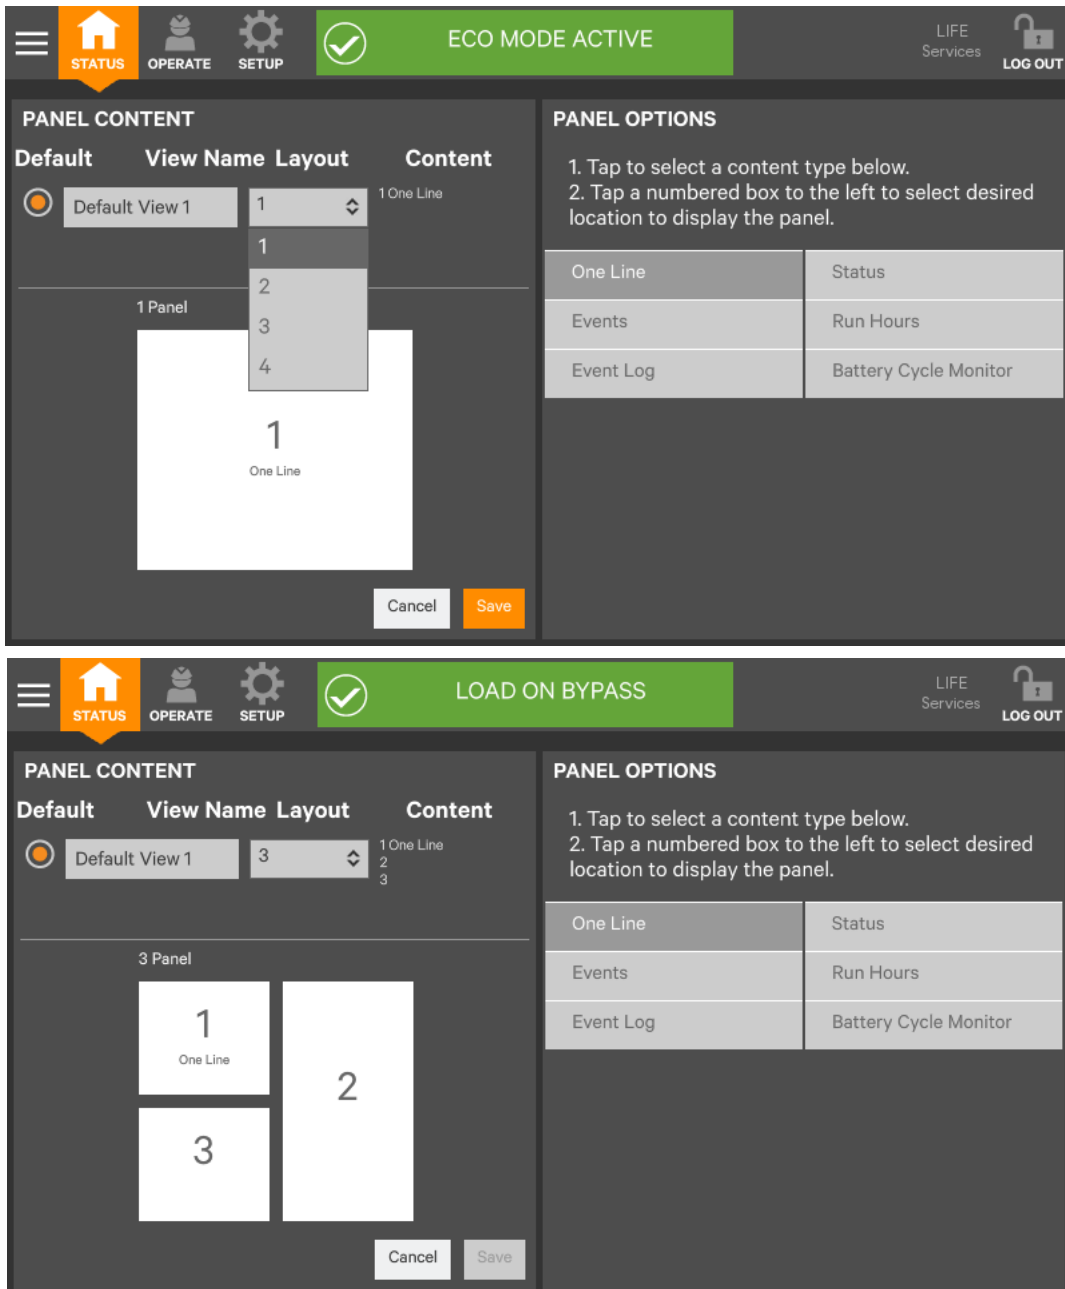 STATUS
OPERATE
SETUP
ECO MODE ACTIVE
LIFE
Services
LOG OUT
PANEL CONTENT
Default View Name Layout Content
Default View 1
1
1 One Line
1
2
3
4
1 Panel
1
One Line
Cancel
Save
PANEL OPTIONS
1. Tap to select a content type below.
2. Tap a numbered box to the left to select desired
location to display the panel.
One Line
Status
Events
Run Hours
Event Log
Battery Cycle Monitor
STATUS
OPERATE
SETUP
LOAD ON BYPASS
LIFE
Services
LOG OUT
PANEL CONTENT
Default View Name Layout Content
Default View 1
3
1 One Line
2
3
3 Panel
1
One Line
2
3
Cancel
Save
PANEL OPTIONS
1. Tap to select a content type below.
2. Tap a numbered box to the left to select desired
location to display the panel.
One Line
Status
Events
Run Hours
Event Log
Battery Cycle Monitor